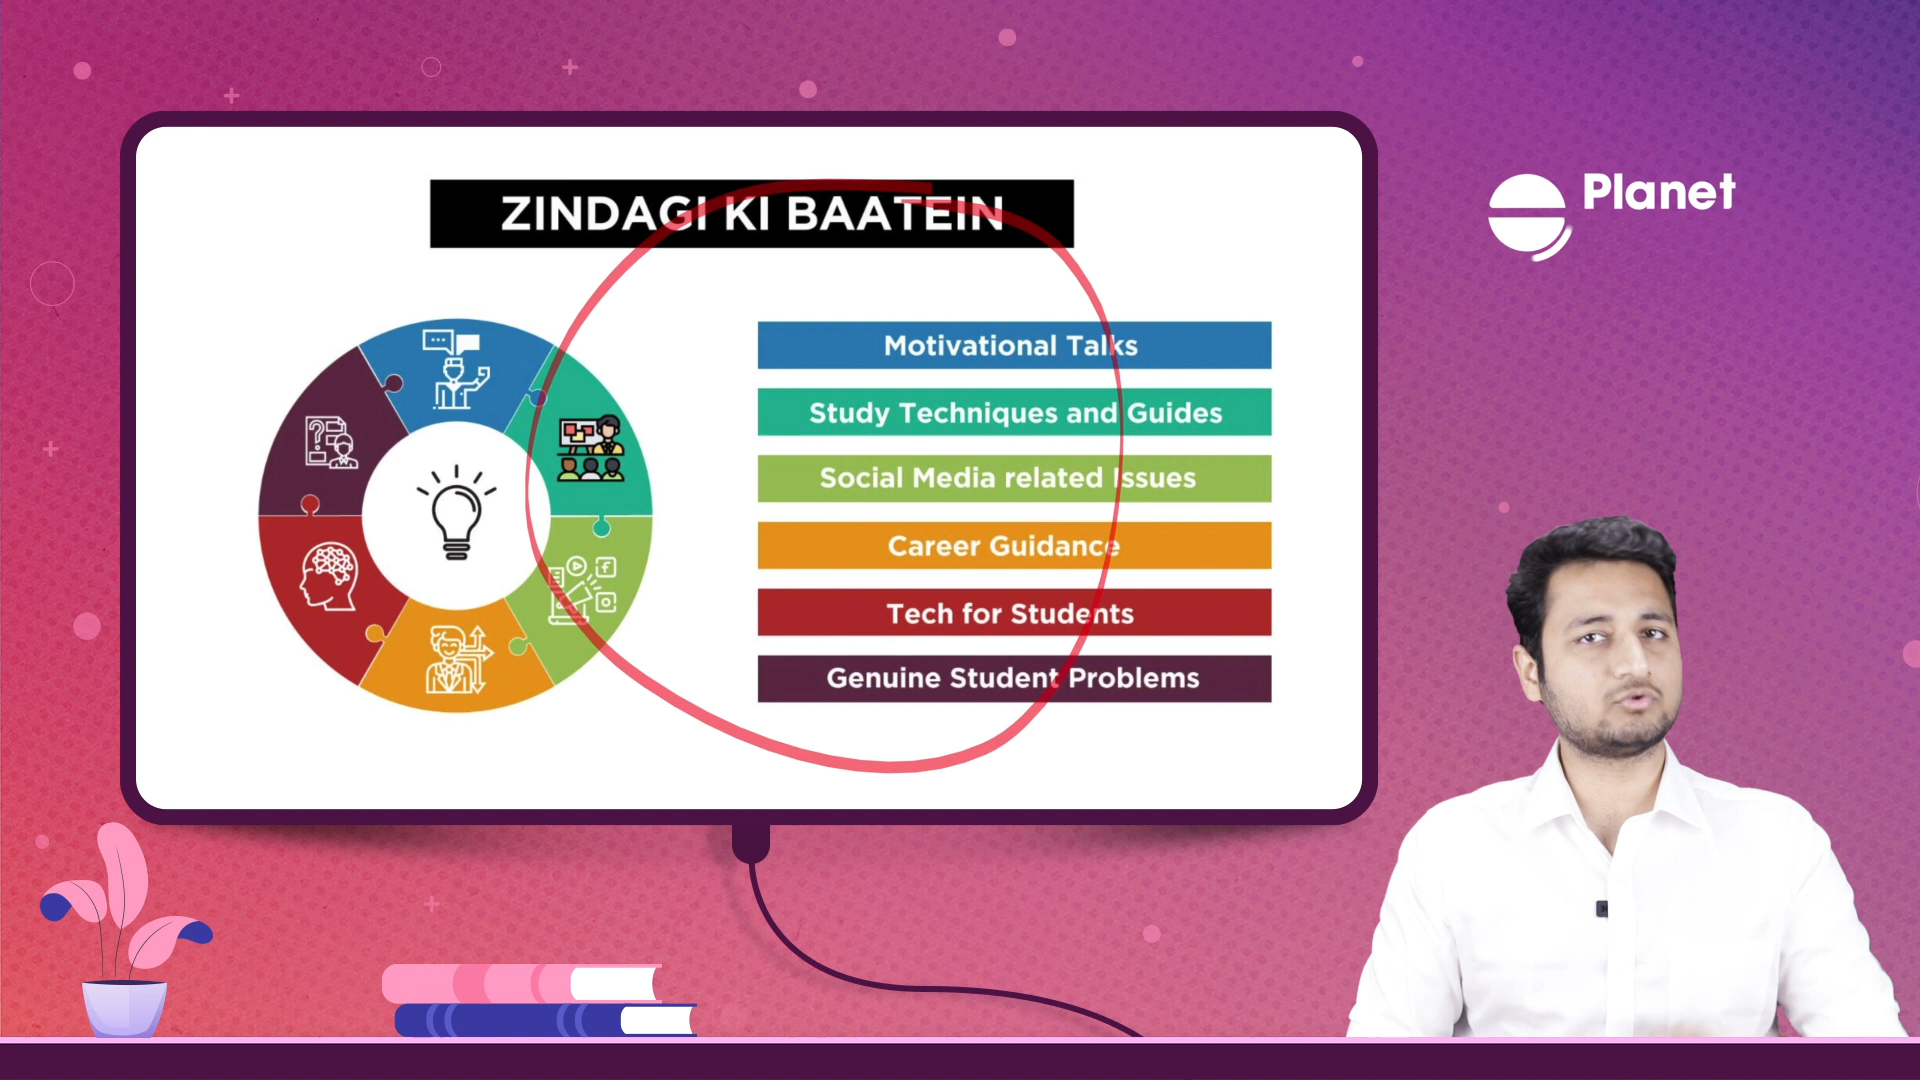 ZINDAGI KI BAATEIN
Motivational Talks
Study Techniques and Guides
Social Media related Issues
Career Guidance
Tech for Students
Genuine Student Problems
Planet